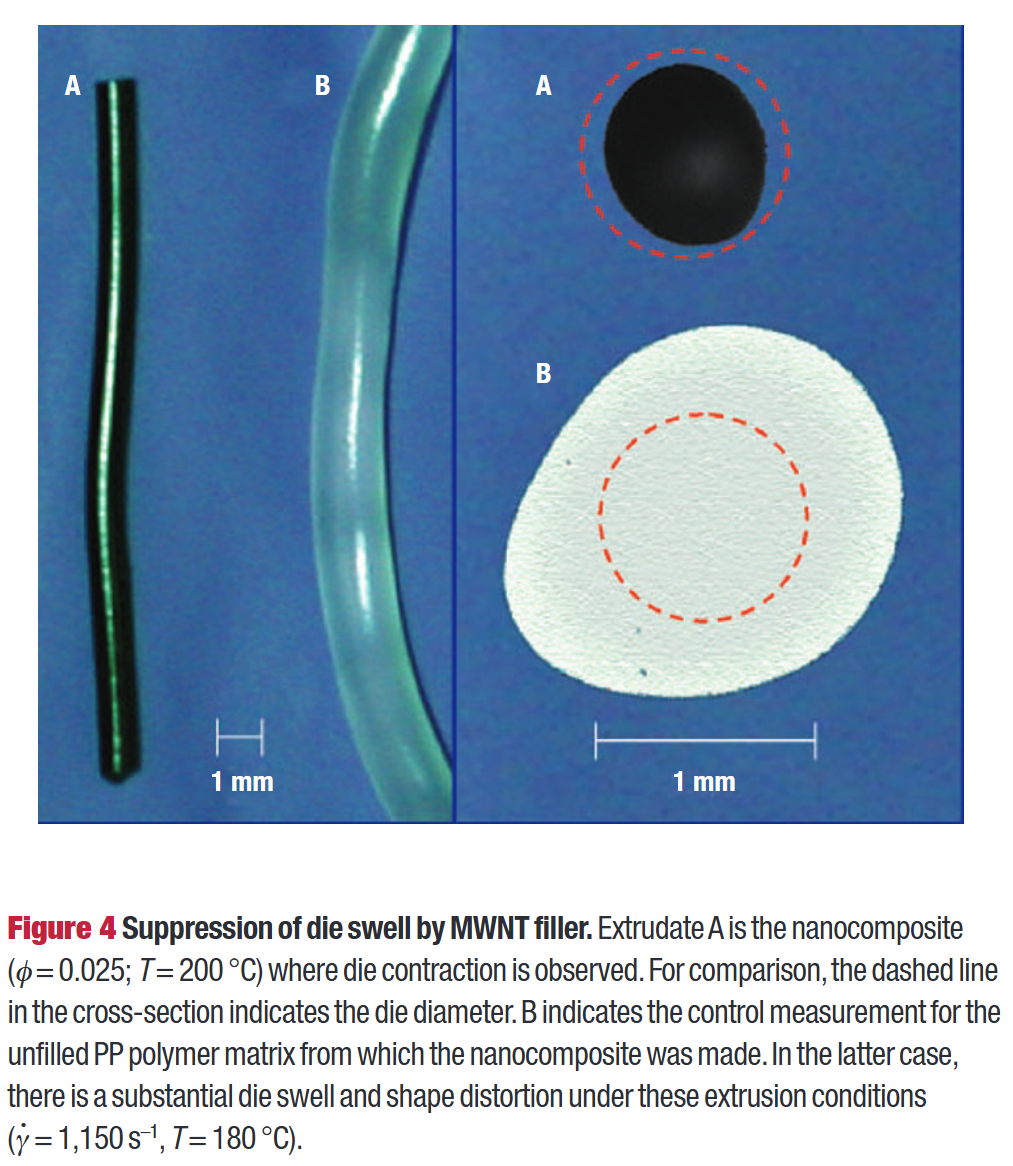 A
B
A
B
1 mm
1 mm
Figure 4 Suppression of die swell by MWNT filler. Extrudate A is the nanocomposite
(ϕ = 0.025; T = 200 °C) where die contraction is observed. For comparison, the dashed line
in the cross-section indicates the die diameter. B indicates the control measurement for the
unfilled PP polymer matrix from which the nanocomposite was made. In the latter case,
there is a substantial die swell and shape distortion under these extrusion conditions
(γ̇ = 1,150 s⁻¹, T = 180 °C).